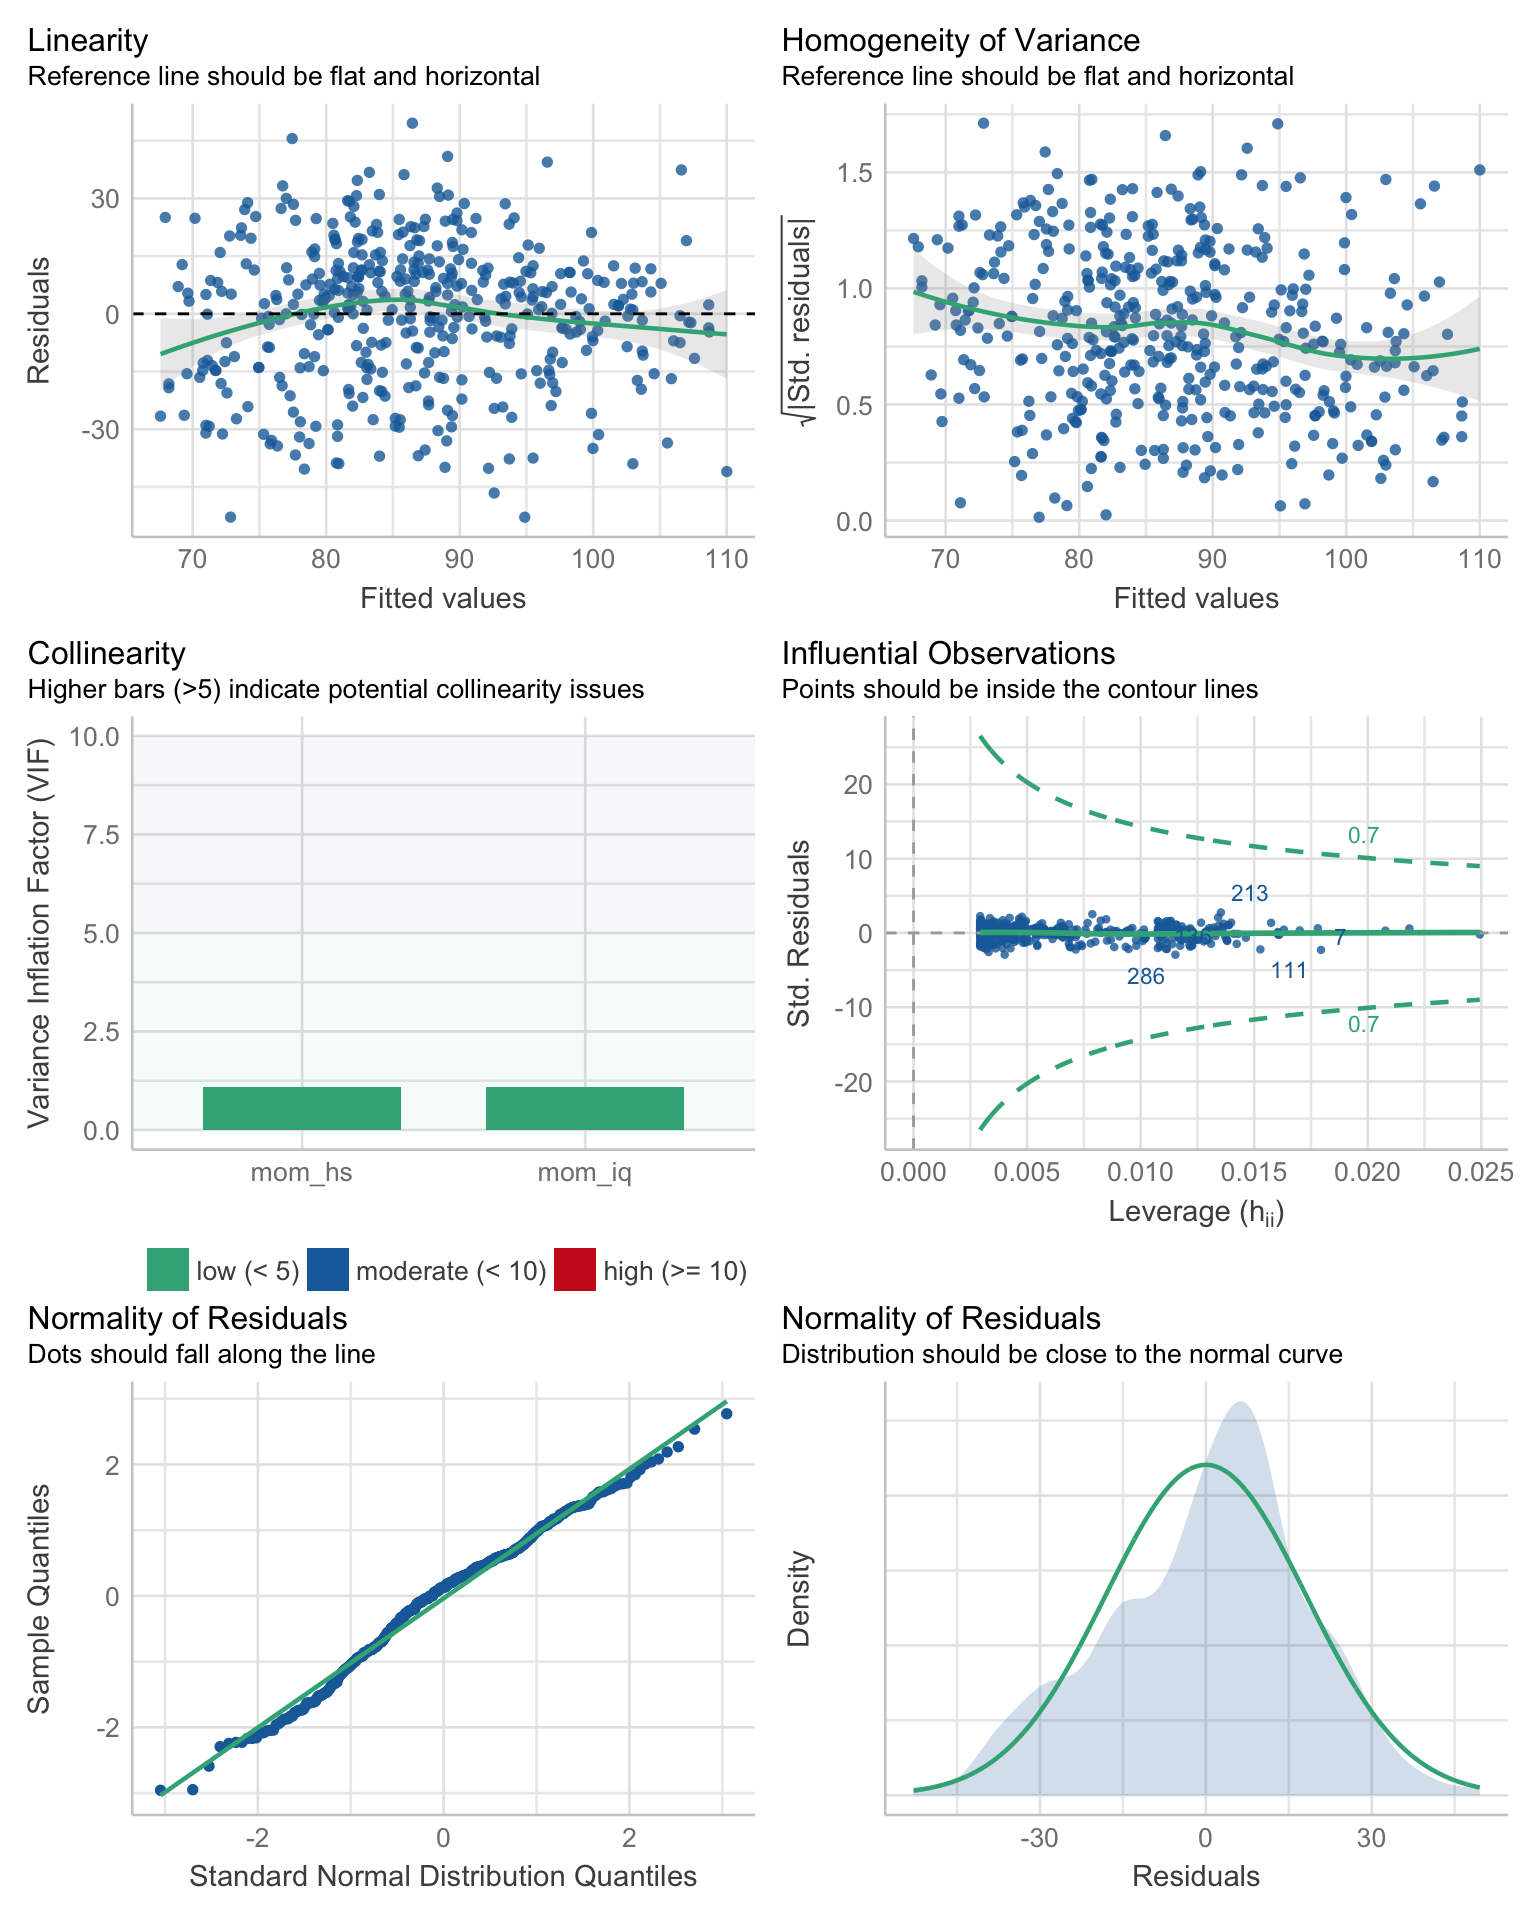 Linearity
Reference line should be flat and horizontal
Residuals
30
0
-30
70 80 90 100 110
Fitted values
Homogeneity of Variance
Reference line should be flat and horizontal
√|Std. residuals|
1.5
1.0
0.5
0.0
70 80 90 100 110
Fitted values
Collinearity
Higher bars (>5) indicate potential collinearity issues
Variance Inflation Factor (VIF)
10.0
7.5
5.0
2.5
0.0
mom_hs mom_iq
low (< 5) moderate (< 10) high (>= 10)
Influential Observations
Points should be inside the contour lines
Std. Residuals
20
10
0
-10
-20
0.7
213
7
286
111
0.7
0.000 0.005 0.010 0.015 0.020 0.025
Leverage (hii)
Normality of Residuals
Dots should fall along the line
Sample Quantiles
2
0
-2
-2 0 2
Standard Normal Distribution Quantiles
Normality of Residuals
Distribution should be close to the normal curve
Density
-30 0 30
Residuals